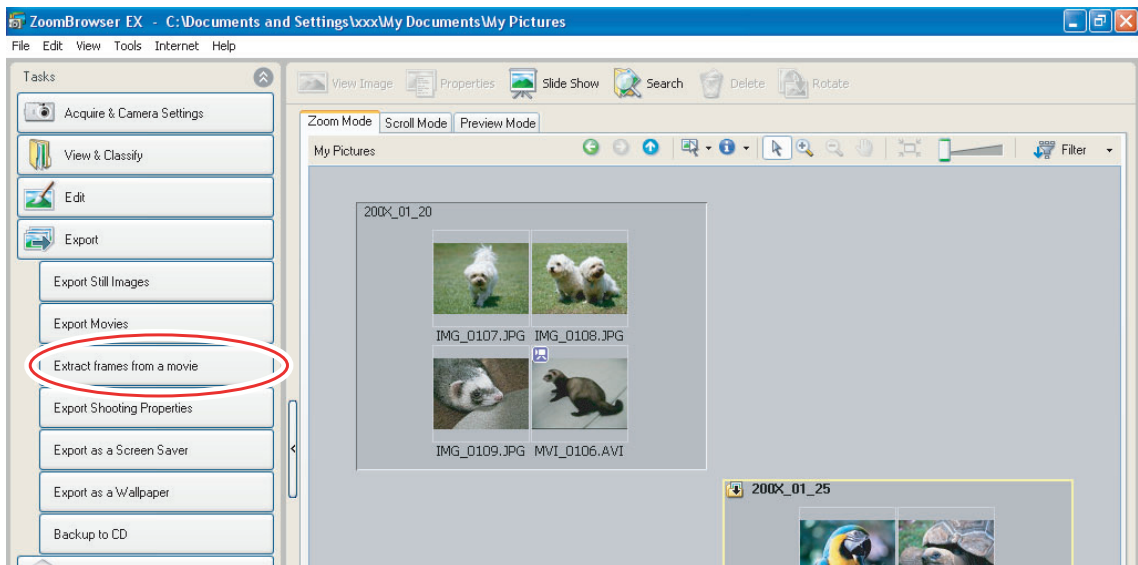 ZoomBrowser EX - C:\Documents and Settings\xxx\My Documents\My Pictures
File Edit View Tools Internet Help
Tasks
Acquire & Camera Settings
View & Classify
Edit
Export
Export Still Images
Export Movies
Extract frames from a movie
Export Shooting Properties
Export as a Screen Saver
Export as a Wallpaper
Backup to CD
View Image Properties Slide Show Search Delete Rotate
Zoom Mode Scroll Mode Preview Mode
My Pictures Filter
200X_01_20
IMG_0107.JPG IMG_0108.JPG
IMG_0109.JPG MVI_0106.AVI
200X_01_25